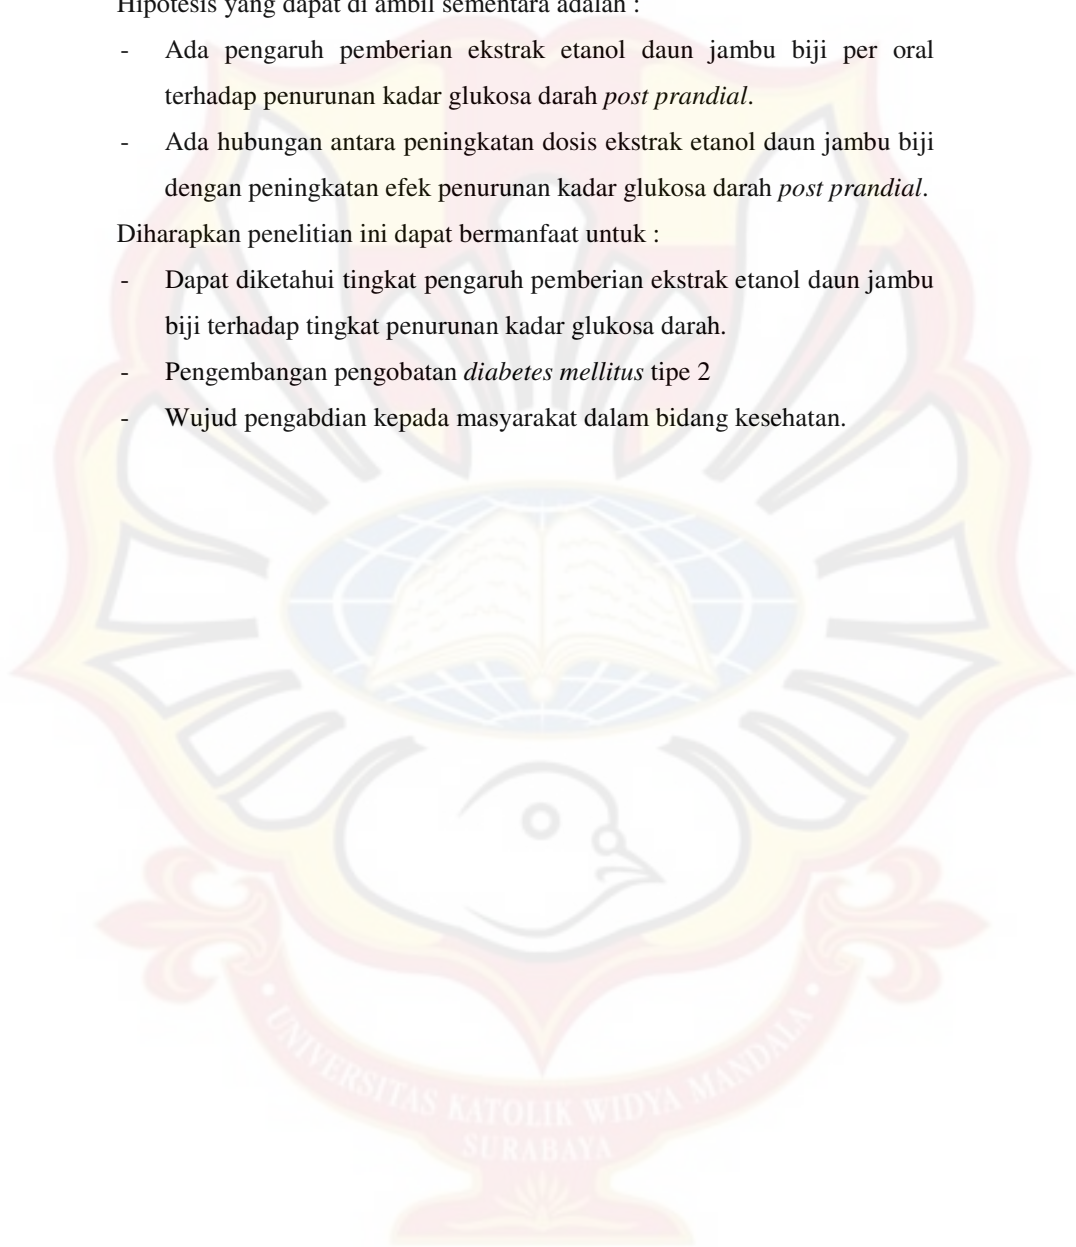 Hipotesis yang dapat di ambil sementara adalah :
- Ada pengaruh pemberian ekstrak etanol daun jambu biji per oral
terhadap penurunan kadar glukosa darah post prandial.
- Ada hubungan antara peningkatan dosis ekstrak etanol daun jambu biji
dengan peningkatan efek penurunan kadar glukosa darah post prandial.
Diharapkan penelitian ini dapat bermanfaat untuk :
- Dapat diketahui tingkat pengaruh pemberian ekstrak etanol daun jambu
biji terhadap tingkat penurunan kadar glukosa darah.
- Pengembangan pengobatan diabetes mellitus tipe 2
- Wujud pengabdian kepada masyarakat dalam bidang kesehatan.
UNIVERSITAS KATOLIK WIDYA MANDALA
SURABAYA